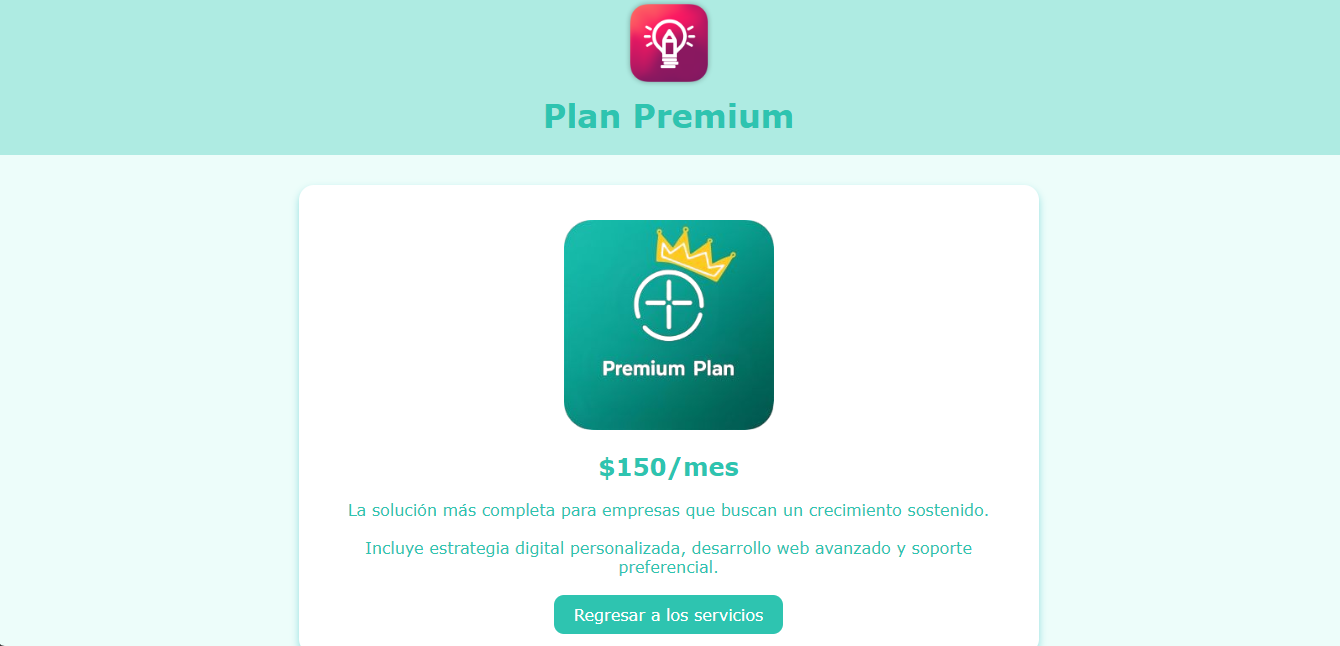 Plan Premium
Premium Plan
$150/mes
La solución más completa para empresas que buscan un crecimiento sostenido.
Incluye estrategia digital personalizada, desarrollo web avanzado y soporte
preferencial.
Regresar a los servicios